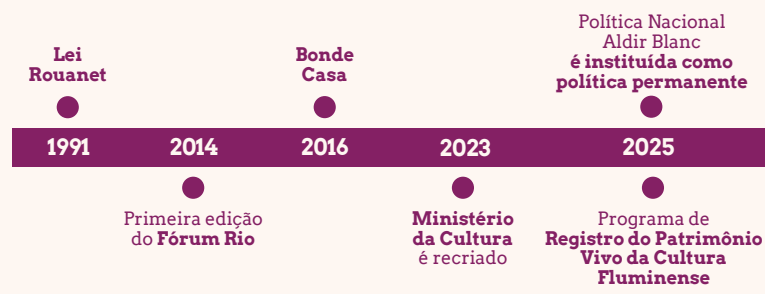 Lei
Rouanet
Bonde
Casa
Política Nacional
Aldir Blanc
é instituída como
política permanente
1991 2014 2016 2023 2025
Primeira edição
do Fórum Rio
Ministério
da Cultura
é recriado
Programa de
Registro do Patrimônio
Vivo da Cultura
Fluminense